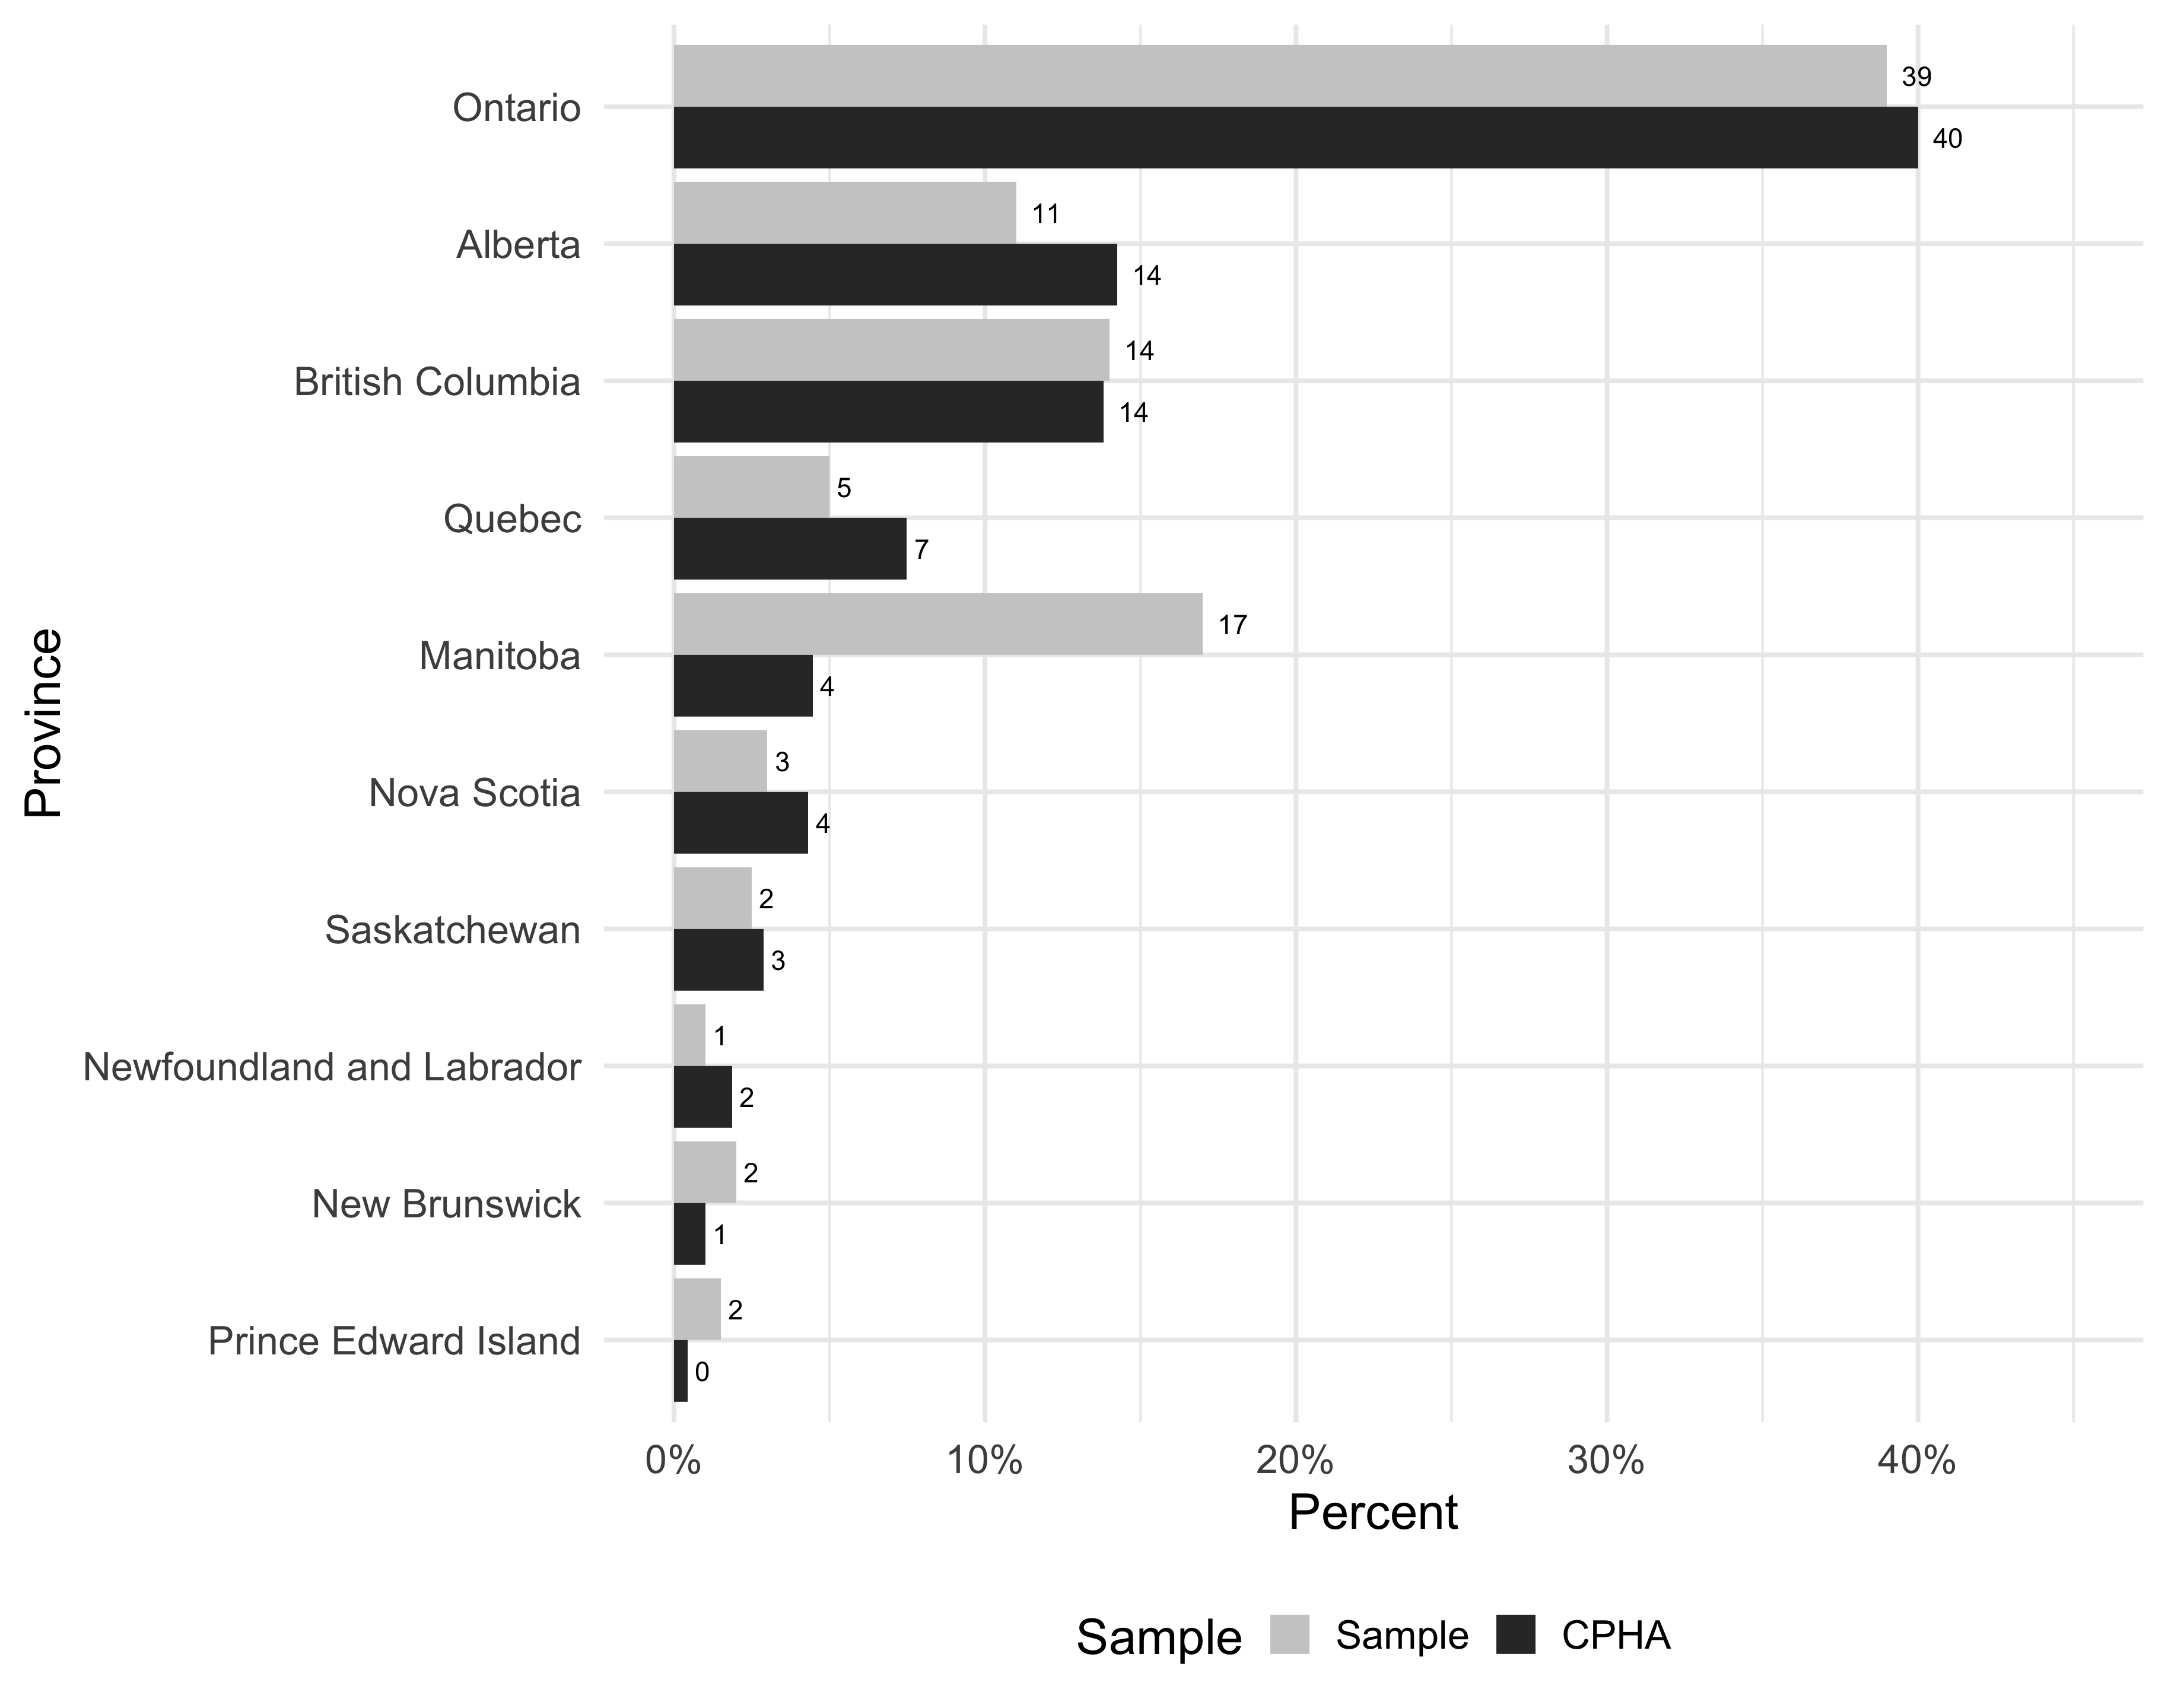 Province
Ontario
39
40
Alberta
11
14
British Columbia
14
14
Quebec
5
7
Manitoba
17
4
Nova Scotia
3
4
Saskatchewan
2
3
Newfoundland and Labrador
1
2
New Brunswick
2
1
Prince Edward Island
2
0
0% 10% 20% 30% 40%
Percent
Sample Sample CPHA